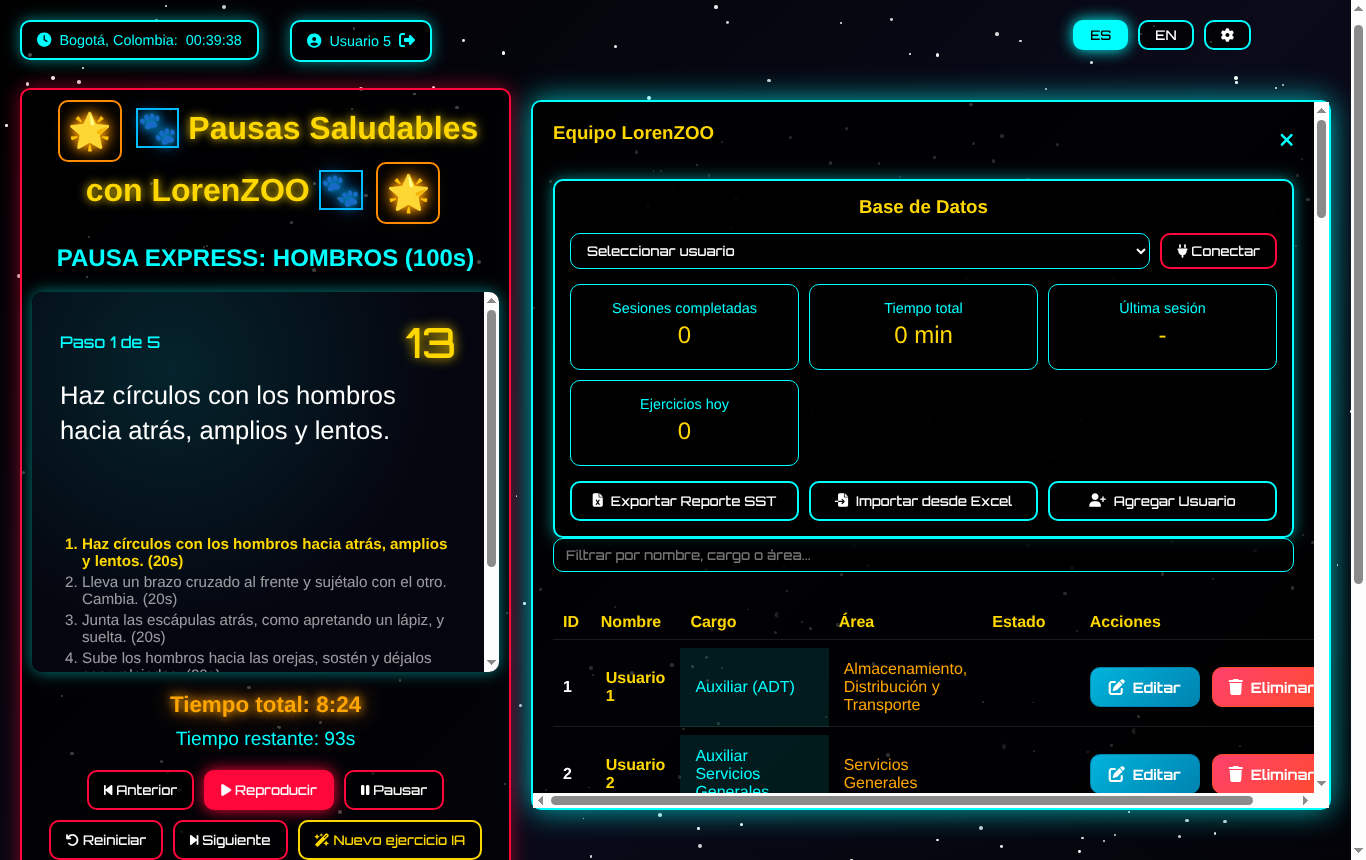 Bogotá, Colombia: 00:39:38
Usuario 5
ES
EN
Pausas Saludables
con LorenZOO
PAUSA EXPRESS: HOMBROS (100s)
Paso 1 de 5
13
Haz círculos con los hombros
hacia atrás, amplios y lentos.
1. Haz círculos con los hombros hacia atrás, amplios
y lentos. (20s)
2. Lleva un brazo cruzado al frente y sujétalo con el otro.
Cambia. (20s)
3. Junta las escápulas atrás, como apretando un lápiz, y
suelta. (20s)
4. Sube los hombros hacia las orejas, sostén y déjalos
Tiempo total: 8:24
Tiempo restante: 93s
Anterior
Reproducir
Pausar
Reiniciar
Siguiente
Nuevo ejercicio IA
Equipo LorenZOO
Base de Datos
Seleccionar usuario
Conectar
Sesiones completadas
0
Tiempo total
0 min
Última sesión
-
Ejercicios hoy
0
Exportar Reporte SST
Importar desde Excel
Agregar Usuario
Filtrar por nombre, cargo o área...
ID Nombre Cargo Área Estado Acciones
1
Usuario
1
Auxiliar (ADT)
Almacenamiento,
Distribución y
Transporte
Editar
Eliminar
2
Usuario
2
Auxiliar
Servicios
Generales
Servicios
Generales
Editar
Eliminar